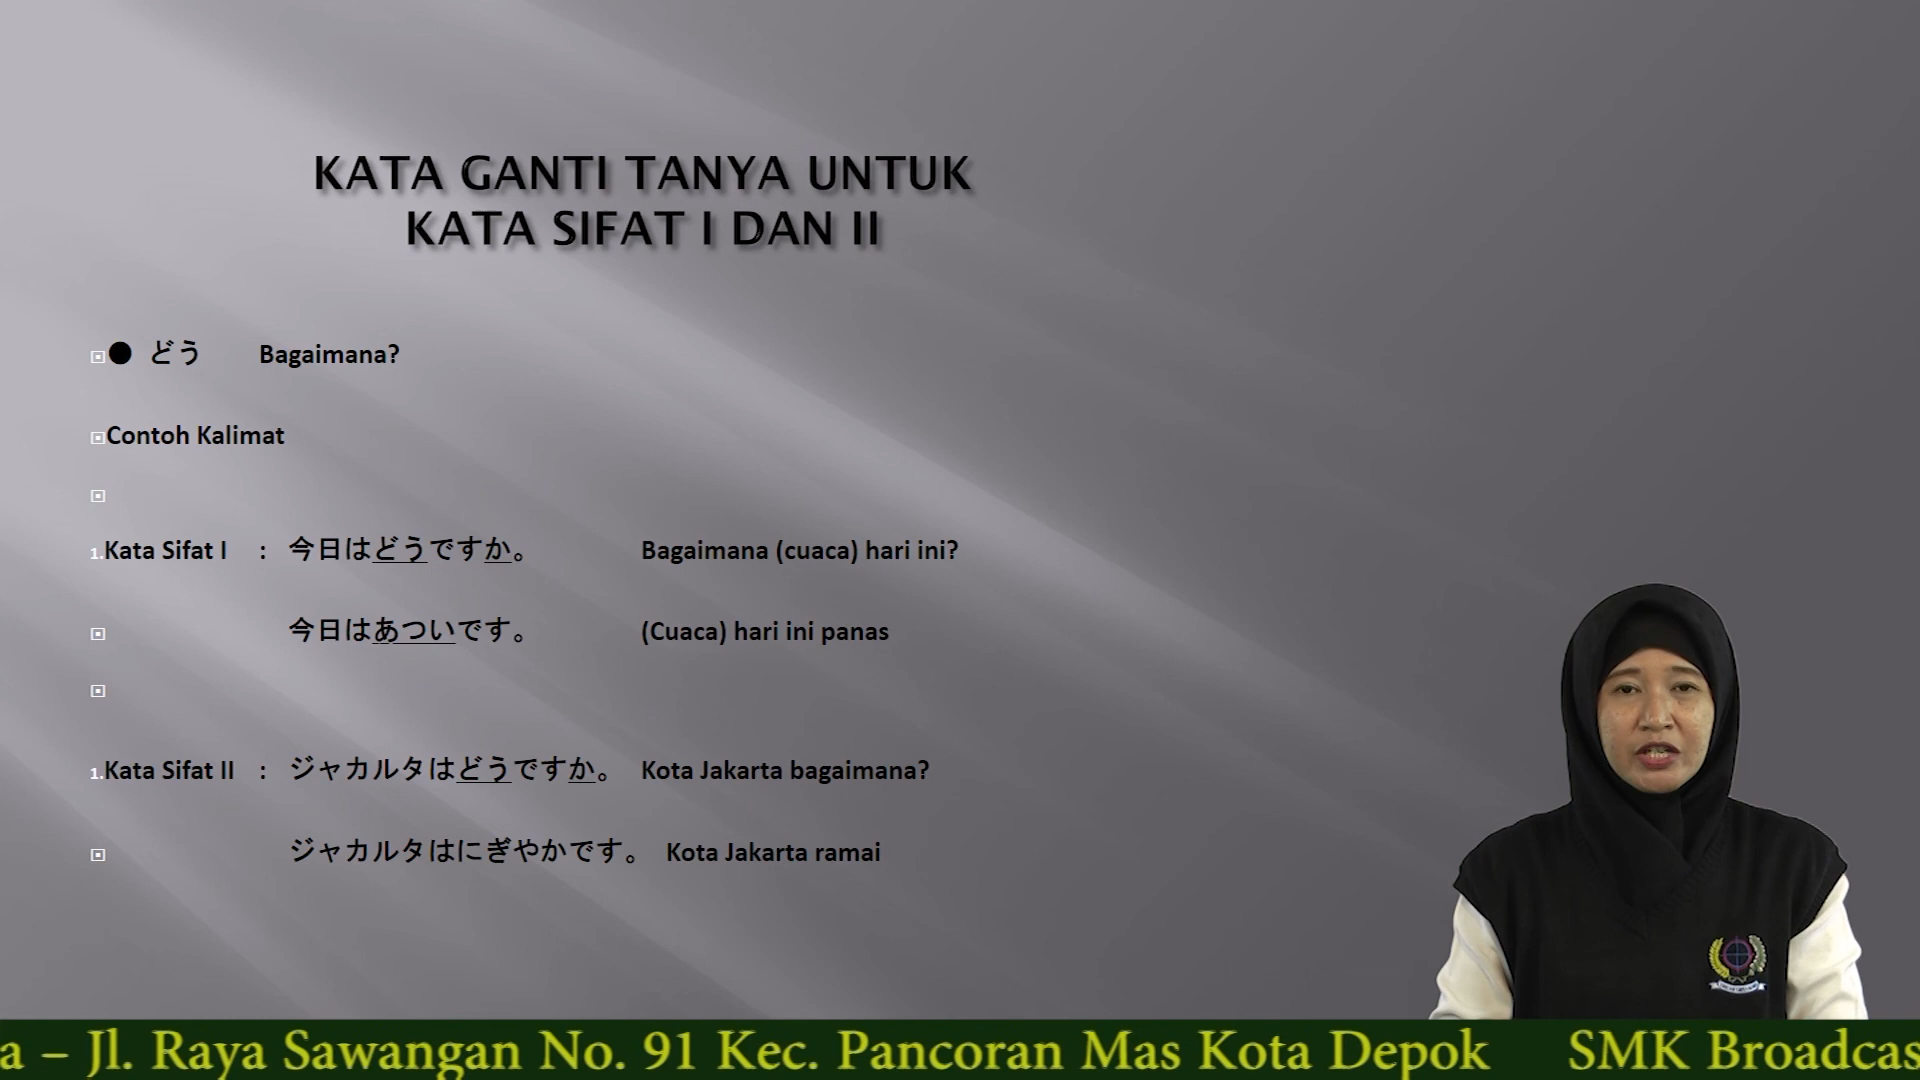 KATA GANTI TANYA UNTUK
KATA SIFAT I DAN II
● どう Bagaimana?
Contoh Kalimat
1.Kata Sifat I : 今日はどうですか。 Bagaimana (cuaca) hari ini?
今日はあついです。 (Cuaca) hari ini panas
1.Kata Sifat II : ジャカルタはどうですか。 Kota Jakarta bagaimana?
ジャカルタはにぎやかです。 Kota Jakarta ramai
a – Jl. Raya Sawangan No. 91 Kec. Pancoran Mas Kota Depok SMK Broadcas